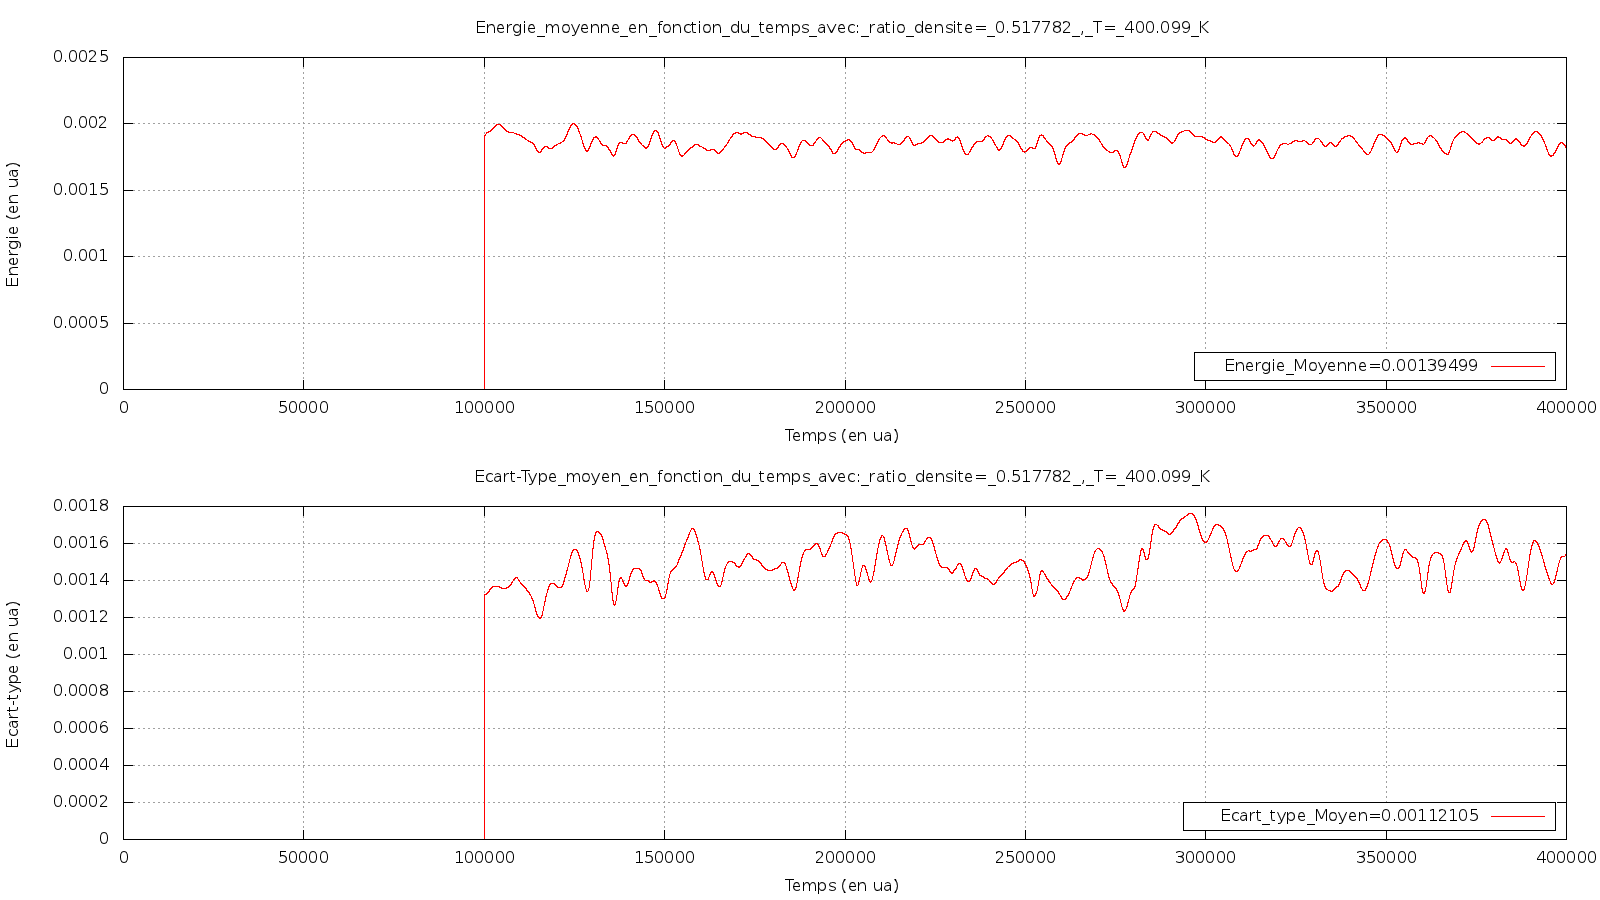 Energie_moyenne_en_fonction_du_temps_avec:_ratio_densite=_0.517782_,_T=_400.099_K
0.0025
0.002
0.0015
0.001
0.0005
0
Energie (en ua)
Energie_Moyenne=0.00139499
0 50000 100000 150000 200000 250000 300000 350000 400000
Temps (en ua)
Ecart-Type_moyen_en_fonction_du_temps_avec:_ratio_densite=_0.517782_,_T=_400.099_K
0.0018
0.0016
0.0014
0.0012
0.001
0.0008
0.0006
0.0004
0.0002
0
Ecart-type (en ua)
Ecart_type_Moyen=0.00112105
0 50000 100000 150000 200000 250000 300000 350000 400000
Temps (en ua)